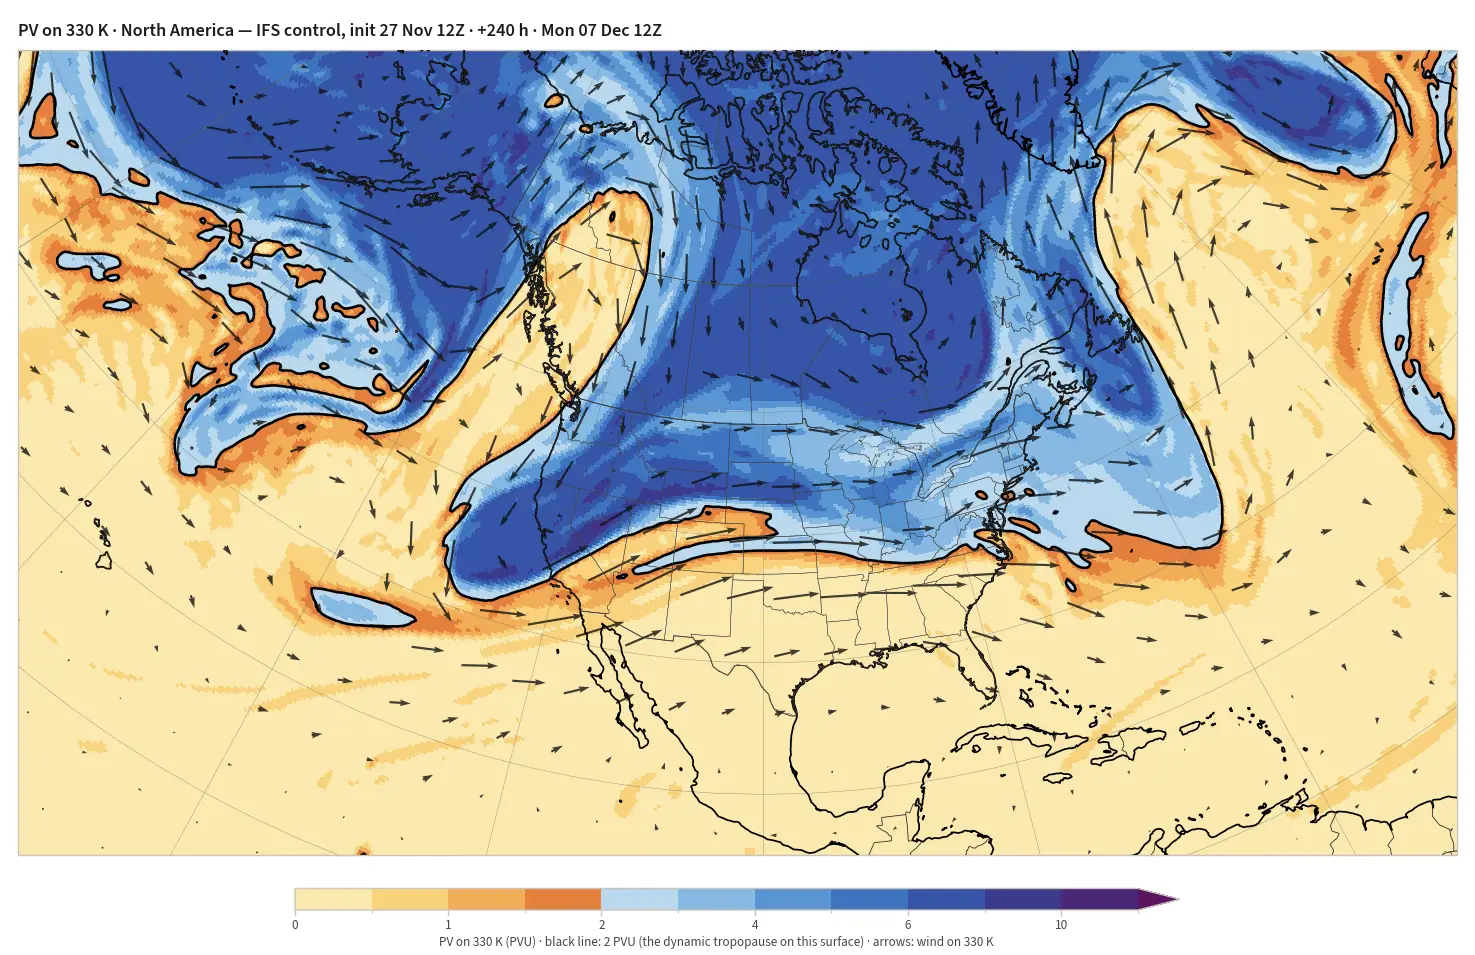 PV on 330 K · North America — IFS control, init 27 Nov 12Z · +240 h · Mon 07 Dec 12Z
0 1 2 4 6 10
PV on 330 K (PVU) · black line: 2 PVU (the dynamic tropopause on this surface) · arrows: wind on 330 K